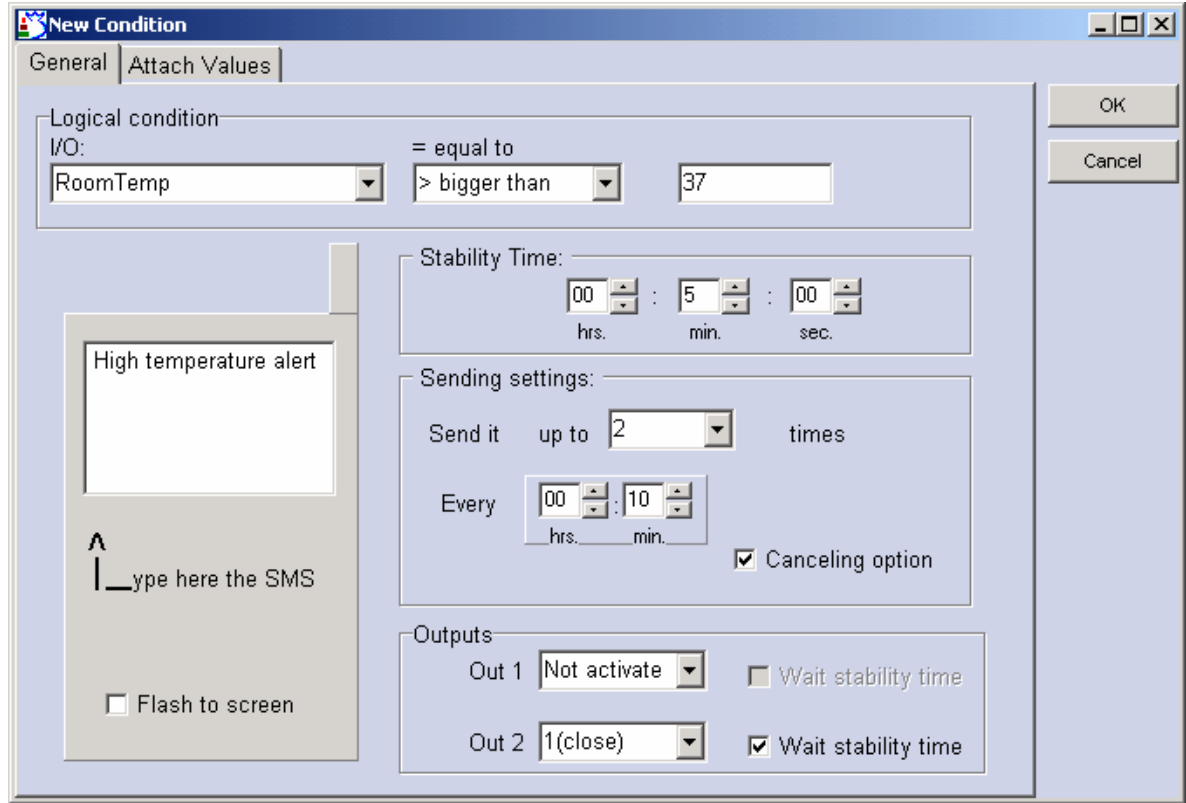 New Condition
General Attach Values
OK
Cancel
Logical condition
I/O: = equal to
RoomTemp > bigger than 37
Stability Time:
00 : 5 : 00
hrs. min. sec.
High temperature alert
ype here the SMS
Flash to screen
Sending settings:
Send it up to 2 times
Every 00 : 10
hrs. min.
Canceling option
Outputs
Out 1 Not activate Wait stability time
Out 2 1(close) Wait stability time